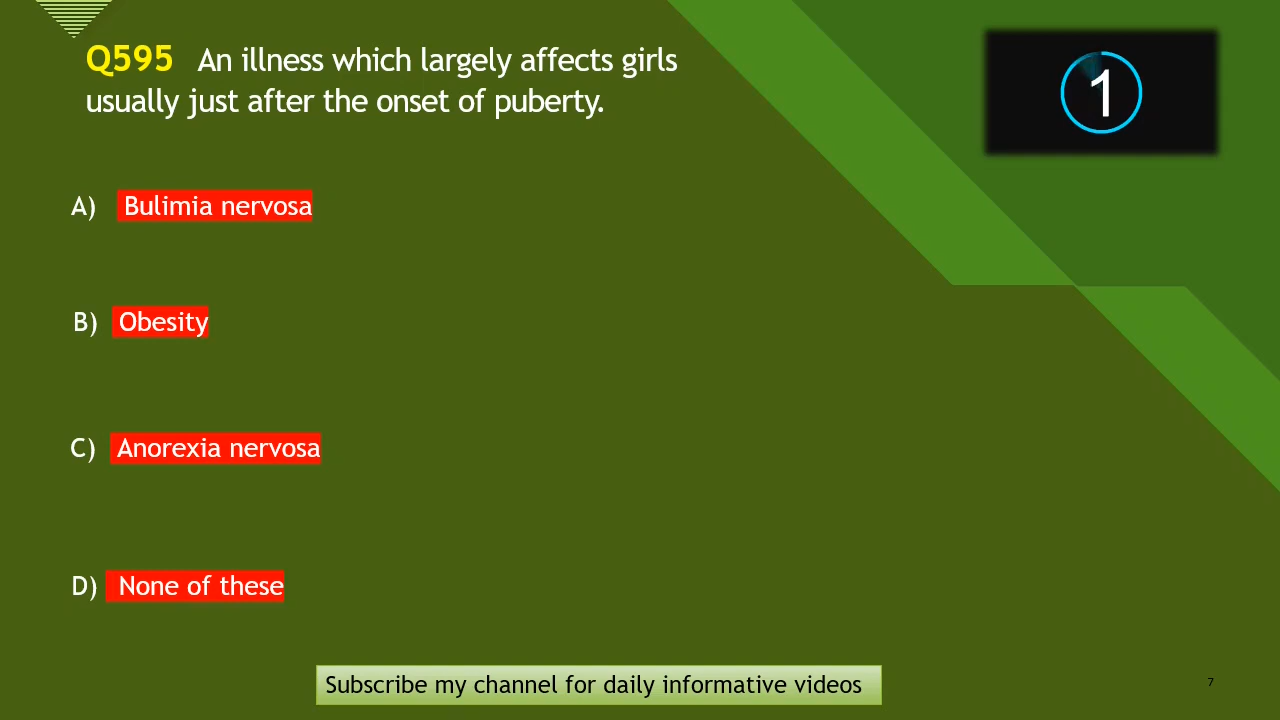 Q595 An illness which largely affects girls
usually just after the onset of puberty.
1
A) Bulimia nervosa
B) Obesity
C) Anorexia nervosa
D) None of these
Subscribe my channel for daily informative videos
7